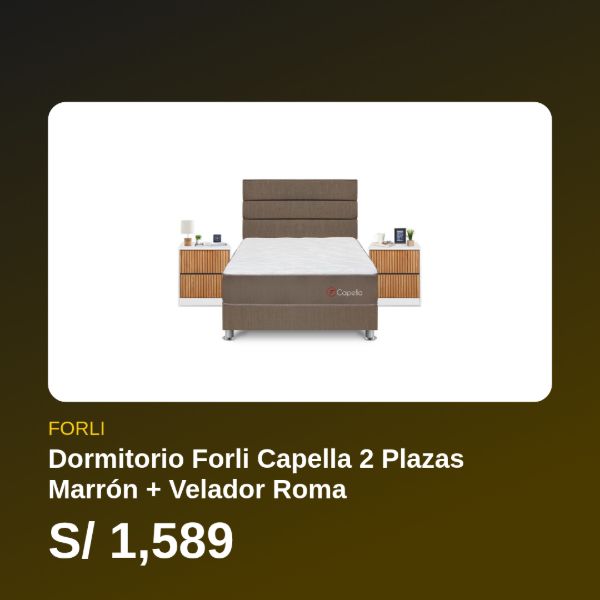 Capella
FORLI
Dormitorio Forli Capella 2 Plazas
Marrón + Velador Roma
S/ 1,589